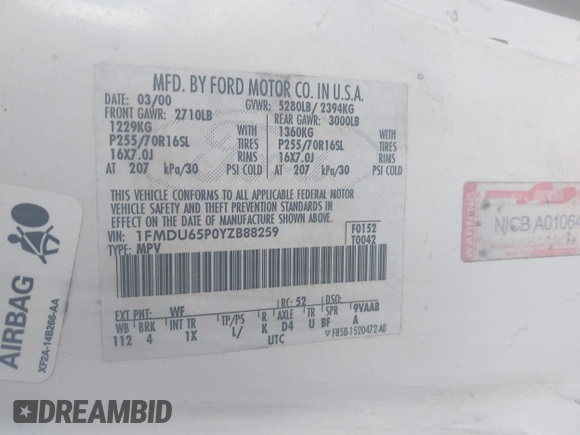 MFD. BY FORD MOTOR CO. IN U.S.A.
DATE: 03/00 GVWR: 5280LB/ 2394KG
FRONT GAWR: 2710LB REAR GAWR: 3000LB
1229KG WITH 1360KG WITH
P255/70R16SL TIRES P255/70R16SL TIRES
16X7.0J RIMS 16X7.0J RIMS
AT 207 kPa/30 PSI COLD AT 207 kPa/30 PSI COLD
THIS VEHICLE CONFORMS TO ALL APPLICABLE FEDERAL MOTOR
VEHICLE SAFETY AND THEFT PREVENTION STANDARDS IN
EFFECT ON THE DATE OF MANUFACTURE SHOWN ABOVE.
VIN: 1FMDU65P0YZB88259 F0152
TYPE: MPV T0042
EXT PNT: WF RC: 52 DSO:
WB BRK INT TR TP/PS R AXLE TR SPR 9VAAB
112 4 1X L/ K D4 U BF A
UTC V F85B-1520472 AB
AIRBAG
XF2A-14B266-AA
WARNING
NICB A01064
DREAMBID